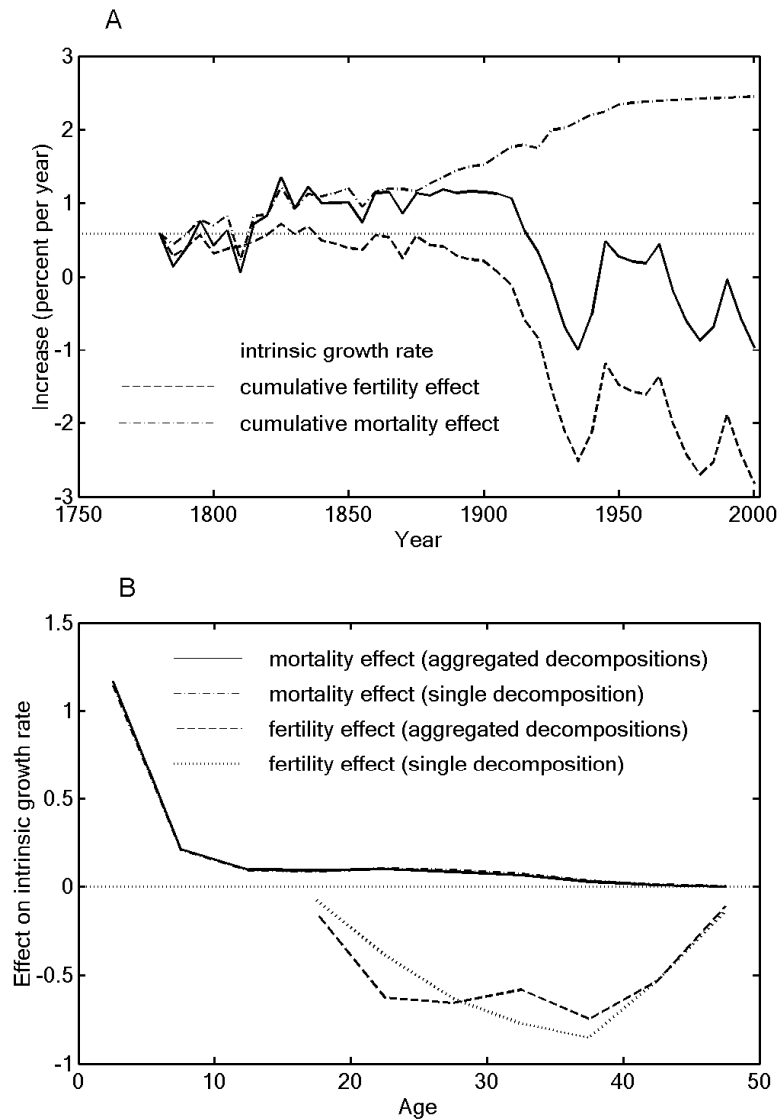 A
3
2
1
0
-1
-2
-3
Increase (percent per year)
intrinsic growth rate
cumulative fertility effect
cumulative mortality effect
1750
1800
1850
1900
1950
2000
Year
B
1.5
1
0.5
0
-0.5
-1
Effect on intrinsic growth rate
mortality effect (aggregated decompositions)
mortality effect (single decomposition)
fertility effect (aggregated decompositions)
fertility effect (single decomposition)
0
10
20
30
40
50
Age